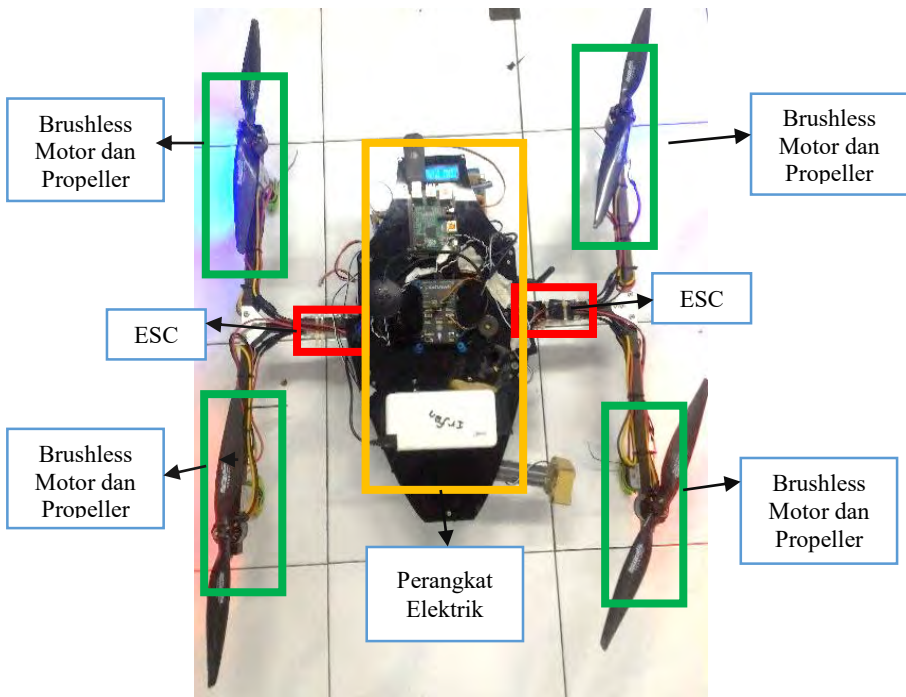 Brushless
Motor dan
Propeller
Brushless
Motor dan
Propeller
ESC
ESC
Brushless
Motor dan
Propeller
Brushless
Motor dan
Propeller
Perangkat
Elektrik